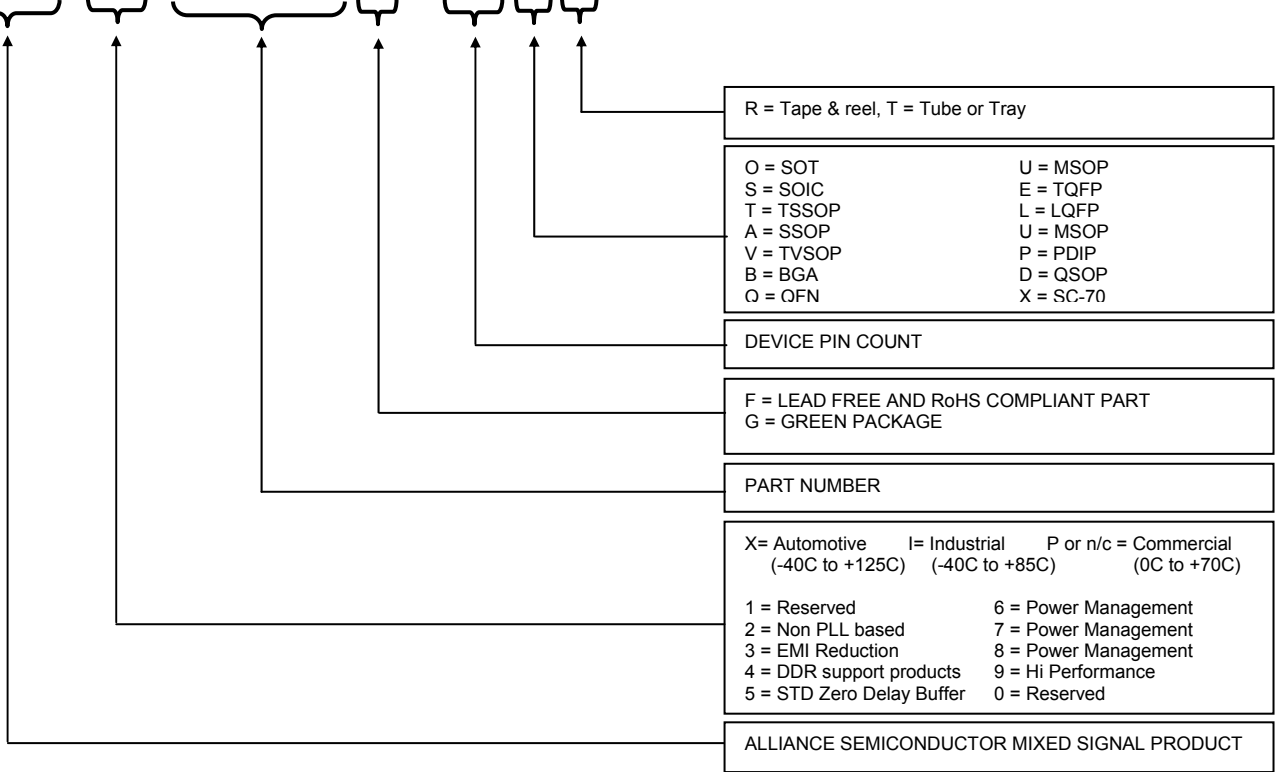 R = Tape & reel, T = Tube or Tray
O = SOT U = MSOP
S = SOIC E = TQFP
T = TSSOP L = LQFP
A = SSOP U = MSOP
V = TVSOP P = PDIP
B = BGA D = QSOP
Q = QFN X = SC-70
DEVICE PIN COUNT
F = LEAD FREE AND RoHS COMPLIANT PART
G = GREEN PACKAGE
PART NUMBER
X= Automotive I= Industrial P or n/c = Commercial
(-40C to +125C) (-40C to +85C) (0C to +70C)
1 = Reserved 6 = Power Management
2 = Non PLL based 7 = Power Management
3 = EMI Reduction 8 = Power Management
4 = DDR support products 9 = Hi Performance
5 = STD Zero Delay Buffer 0 = Reserved
ALLIANCE SEMICONDUCTOR MIXED SIGNAL PRODUCT